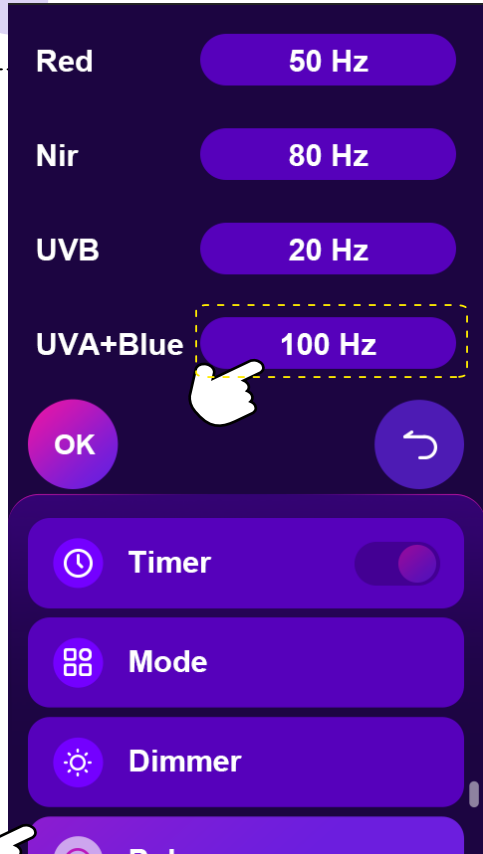 Red 50 Hz
Nir 80 Hz
UVB 20 Hz
UVA+Blue 100 Hz
OK
Timer
Mode
Dimmer